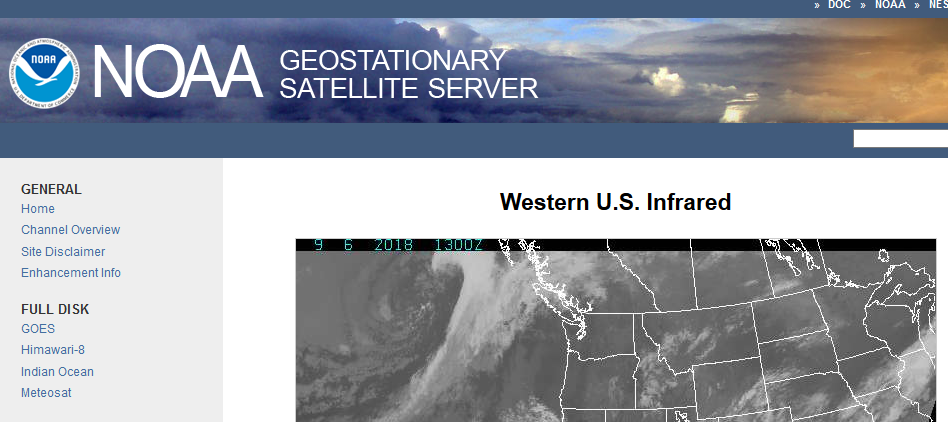 » DOC » NOAA » NES
NOAA
NOAA
GEOSTATIONARY
SATELLITE SERVER
GENERAL
Home
Channel Overview
Site Disclaimer
Enhancement Info
FULL DISK
GOES
Himawari-8
Indian Ocean
Meteosat
Western U.S. Infrared
9 6 2018 1300Z